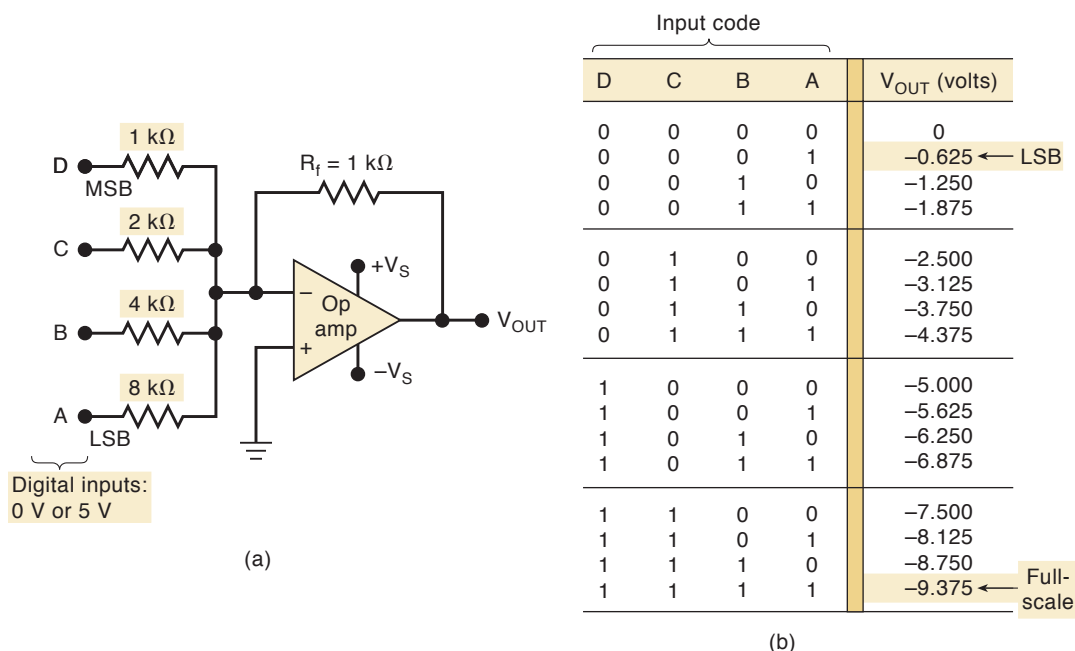 Input code
D C B A V_OUT (volts)
0 0 0 0 0
0 0 0 1 –0.625 ← LSB
0 0 1 0 –1.250
0 0 1 1 –1.875
0 1 0 0 –2.500
0 1 0 1 –3.125
0 1 1 0 –3.750
0 1 1 1 –4.375
1 0 0 0 –5.000
1 0 0 1 –5.625
1 0 1 0 –6.250
1 0 1 1 –6.875
1 1 0 0 –7.500
1 1 0 1 –8.125
1 1 1 0 –8.750
1 1 1 1 –9.375 ← Full-
scale
(b)
1 kΩ
D
MSB
2 kΩ
C
4 kΩ
B
8 kΩ
A
LSB
R_f = 1 kΩ
+V_S
–
Op
amp
+
–V_S
V_OUT
Digital inputs:
0 V or 5 V
(a)